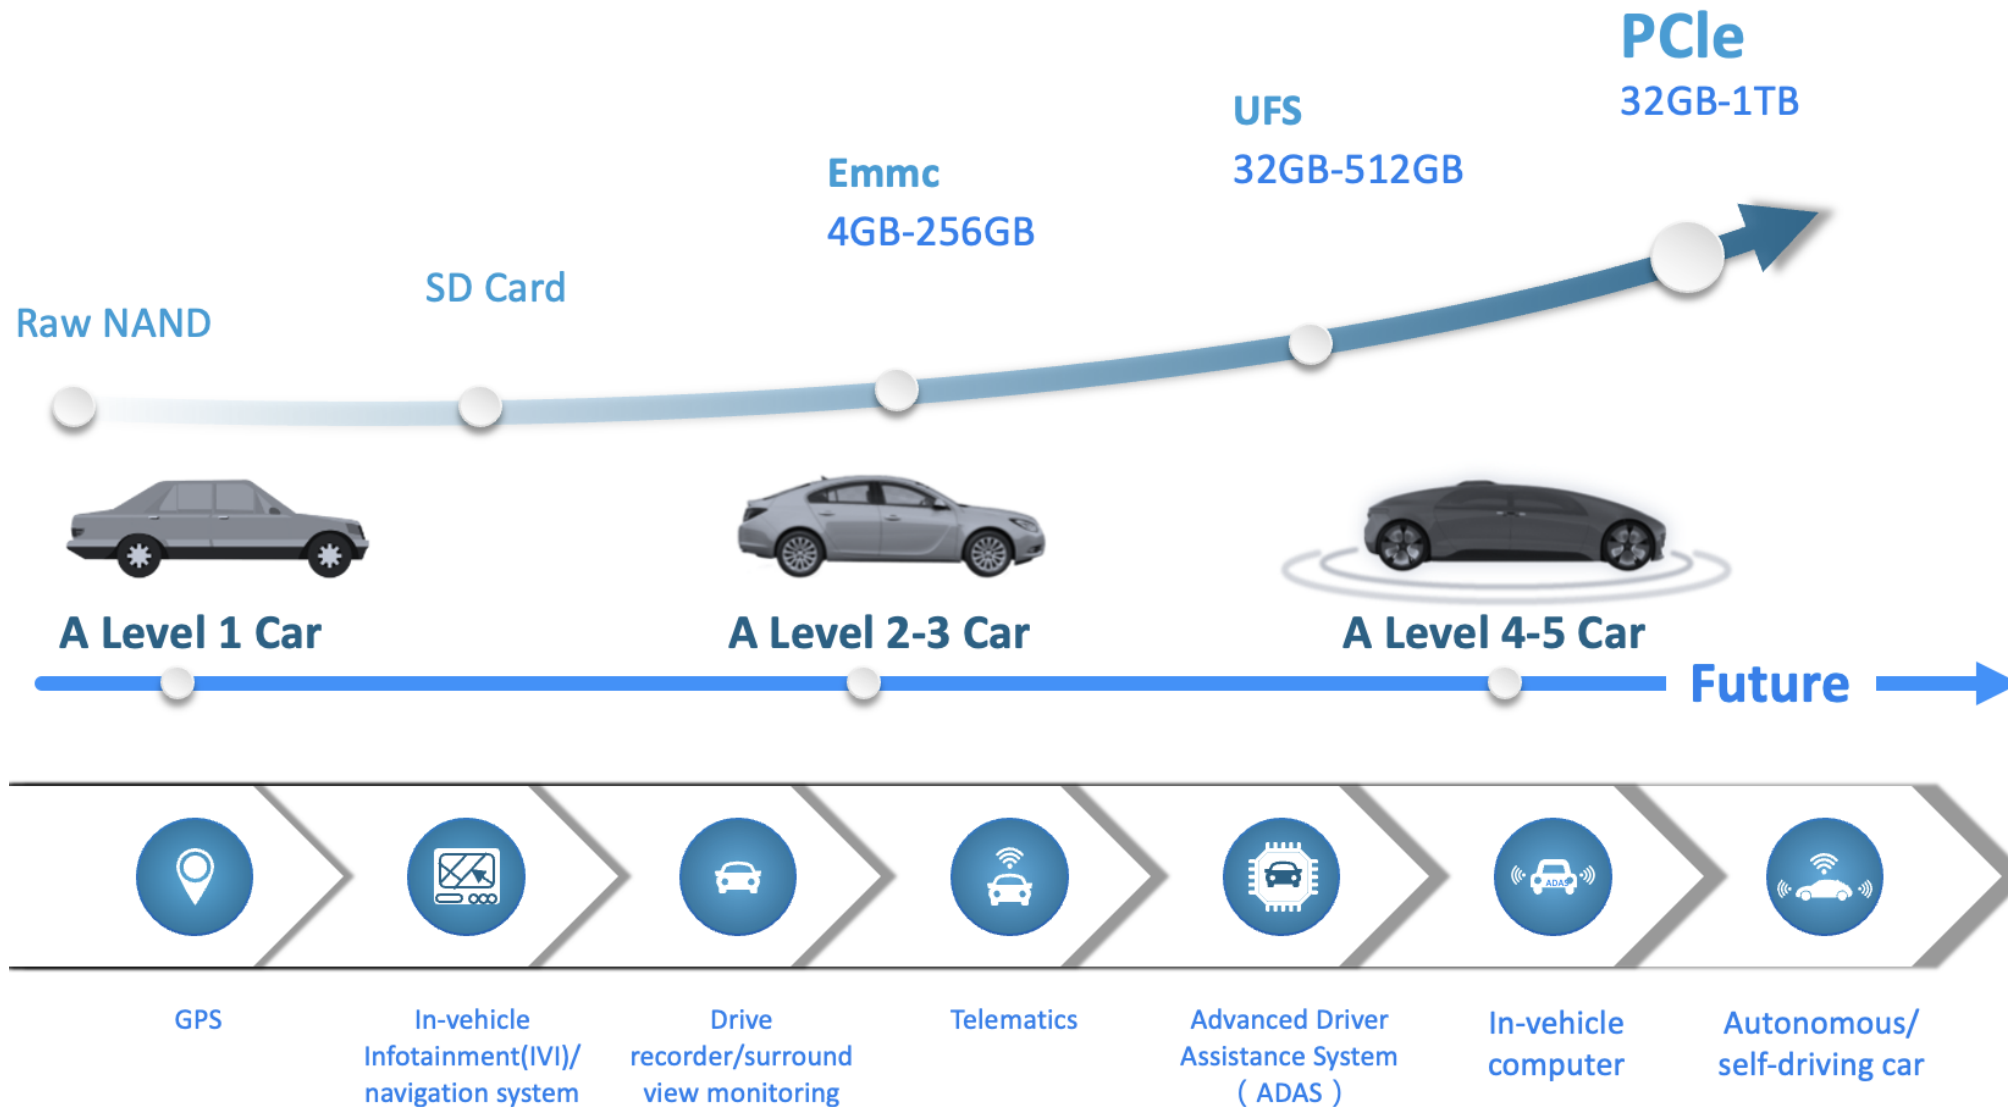 PCle
32GB-1TB
UFS
32GB-512GB
Emmc
4GB-256GB
SD Card
Raw NAND
A Level 1 Car
A Level 2-3 Car
A Level 4-5 Car
Future
ADAS
GPS
In-vehicle
Infotainment(IVI)/
navigation system
Drive
recorder/surround
view monitoring
Telematics
Advanced Driver
Assistance System
( ADAS )
In-vehicle
computer
Autonomous/
self-driving car